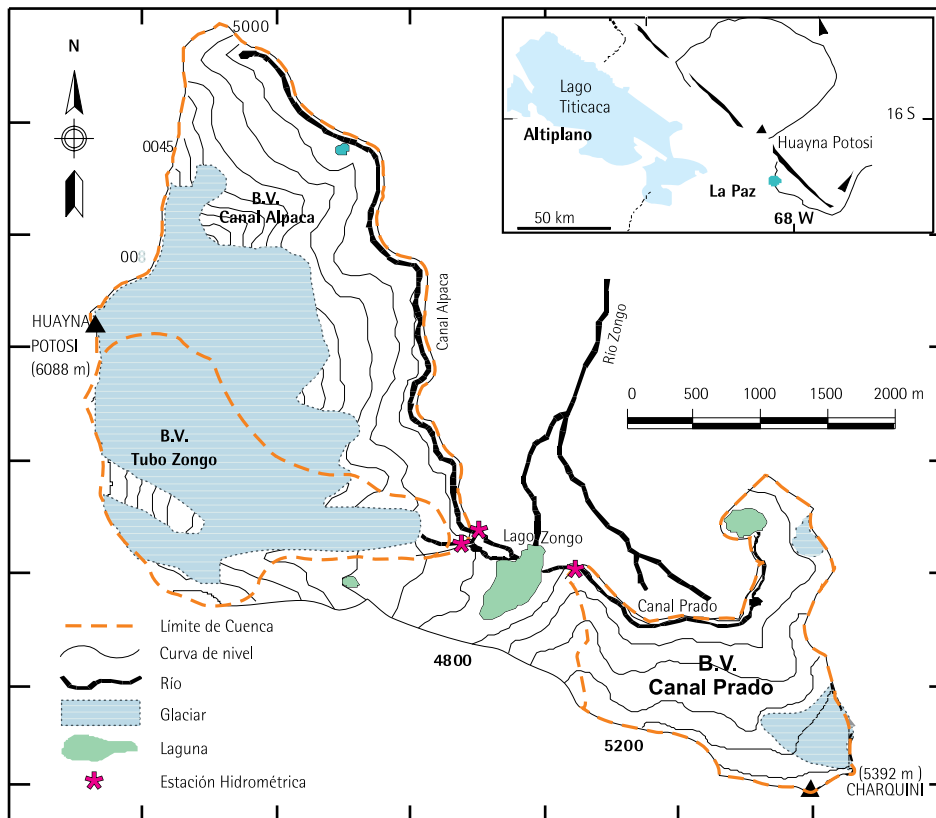 N
5000
0045
008
B.V.
Canal Alpaca
Canal Alpaca
HUAYNA
POTOSI
(6088 m)
B.V.
Tubo Zongo
Lago
Titicaca
Altiplano
16 S
Huayna Potosi
La Paz
68 W
50 km
Río Zongo
0 500 1000 1500 2000 m
Lago Zongo
Canal Prado
B.V.
Canal Prado
4800
5200
(5392 m)
CHARQUINI
Límite de Cuenca
Curva de nivel
Río
Glaciar
Laguna
Estación Hidrométrica